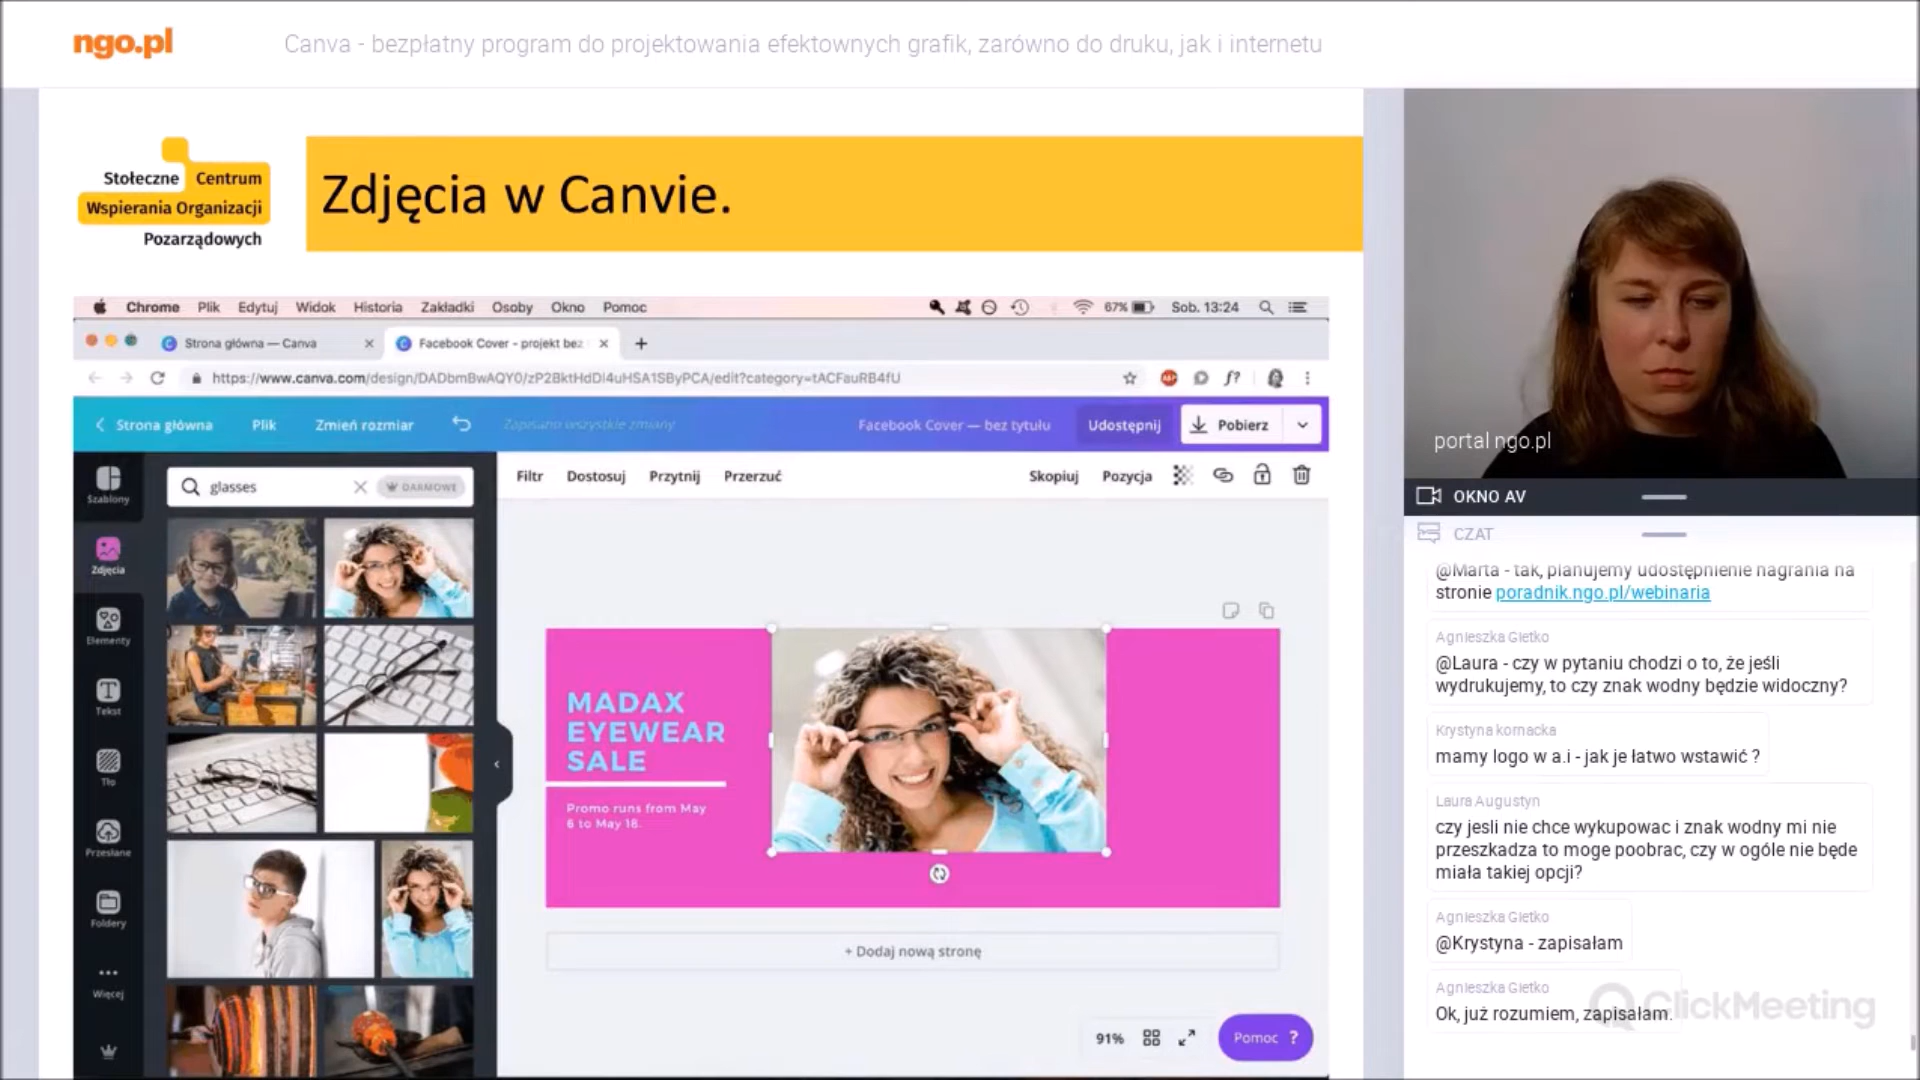 ngo.pl
Canva - bezpłatny program do projektowania efektownych grafik, zarówno do druku, jak i internetu
Stołeczne Centrum
Wspierania Organizacji
Pozarządowych
Zdjęcia w Canvie.
Chrome Plik Edytuj Widok Historia Zakładki Osoby Okno Pomoc
67% Sob. 13:24
Strona główna — Canva
Facebook Cover - projekt bez
https://www.canva.com/design/DADbmBwAQY0/zP2BktHdDI4uHSA1SByPCA/edit?category=tACFauRB4fU
f?
Strona główna Plik Zmień rozmiar Zapisano wszystkie zmiany
Facebook Cover — bez tytułu Udostępnij Pobierz
Szablony
Zdjęcia
Elementy
Tekst
Tło
Przesłane
Foldery
Więcej
glasses
DARMOWE
Filtr Dostosuj Przytnij Przerzuć Skopiuj Pozycja
MADAX
EYEWEAR
SALE
Promo runs from May
6 to May 18.
+ Dodaj nową stronę
91%
Pomoc ?
portal ngo.pl
OKNO AV
CZAT
@Marta - tak, planujemy udostępnienie nagrania na
stronie poradnik.ngo.pl/webinaria
Agnieszka Gietko
@Laura - czy w pytaniu chodzi o to, że jeśli
wydrukujemy, to czy znak wodny będzie widoczny?
Krystyna kornacka
mamy logo w a.i - jak je łatwo wstawić ?
Laura Augustyn
czy jesli nie chce wykupowac i znak wodny mi nie
przeszkadza to moge poobrac, czy w ogóle nie będe
miała takiej opcji?
Agnieszka Gietko
@Krystyna - zapisałam
Agnieszka Gietko
Ok, już rozumiem, zapisałam.
ClickMeeting